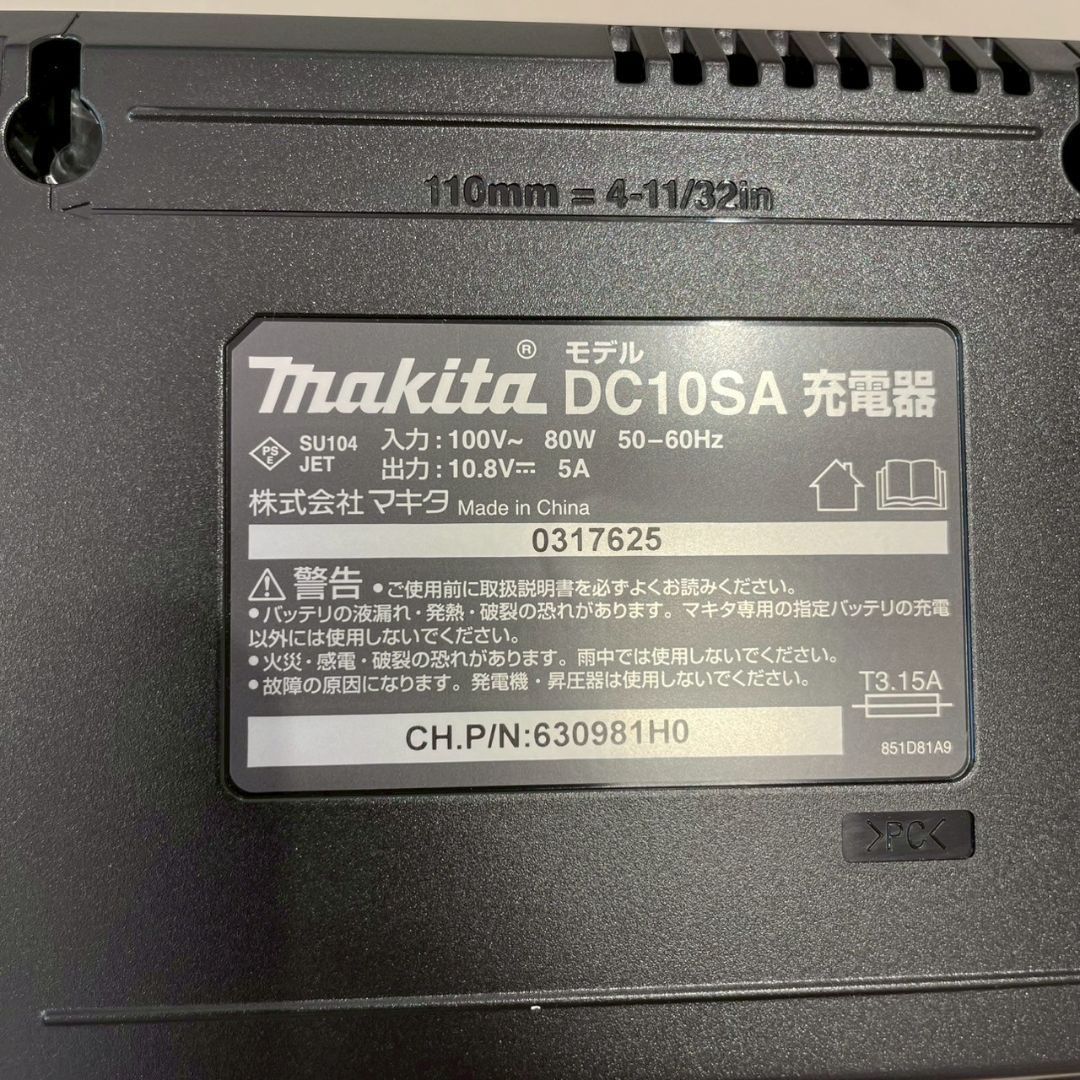 110mm = 4-11/32in
makita® モデル DC10SA 充電器
PSE SU104 JET
入力:100V~ 80W 50-60Hz
出力:10.8V⎓ 5A
株式会社マキタ Made in China
0317625
⚠警告 ●ご使用前に取扱説明書を必ずよくお読みください。
●バッテリの液漏れ・発熱・破裂の恐れがあります。マキタ専用の指定バッテリの充電
以外には使用しないでください。
●火災・感電・破裂の恐れがあります。雨中では使用しないでください。
●故障の原因になります。発電機・昇圧器は使用しないでください。
T3.15A
CH.P/N:630981H0
851D81A9
>PC<